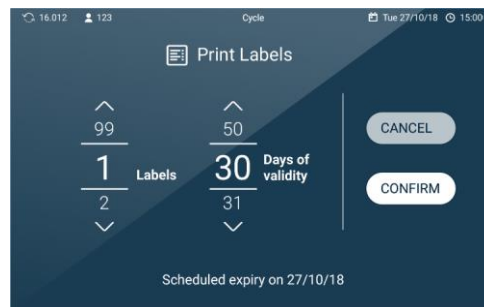 16.012 123 Cycle Tue 27/10/18 15:00
Print Labels
99 50
1 Labels 30 Days of validity
2 31
CANCEL
CONFIRM
Scheduled expiry on 27/10/18